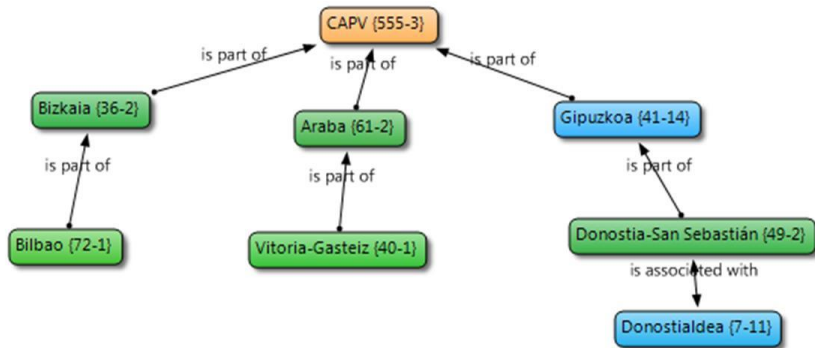 CAPV {555-3}
is part of
is part of
is part of
Bizkaia {36-2}
Araba {61-2}
Gipuzkoa {41-14}
is part of
is part of
is part of
Bilbao {72-1}
Vitoria-Gasteiz {40-1}
Donostia-San Sebastián {49-2}
is associated with
Donostialdea {7-11}